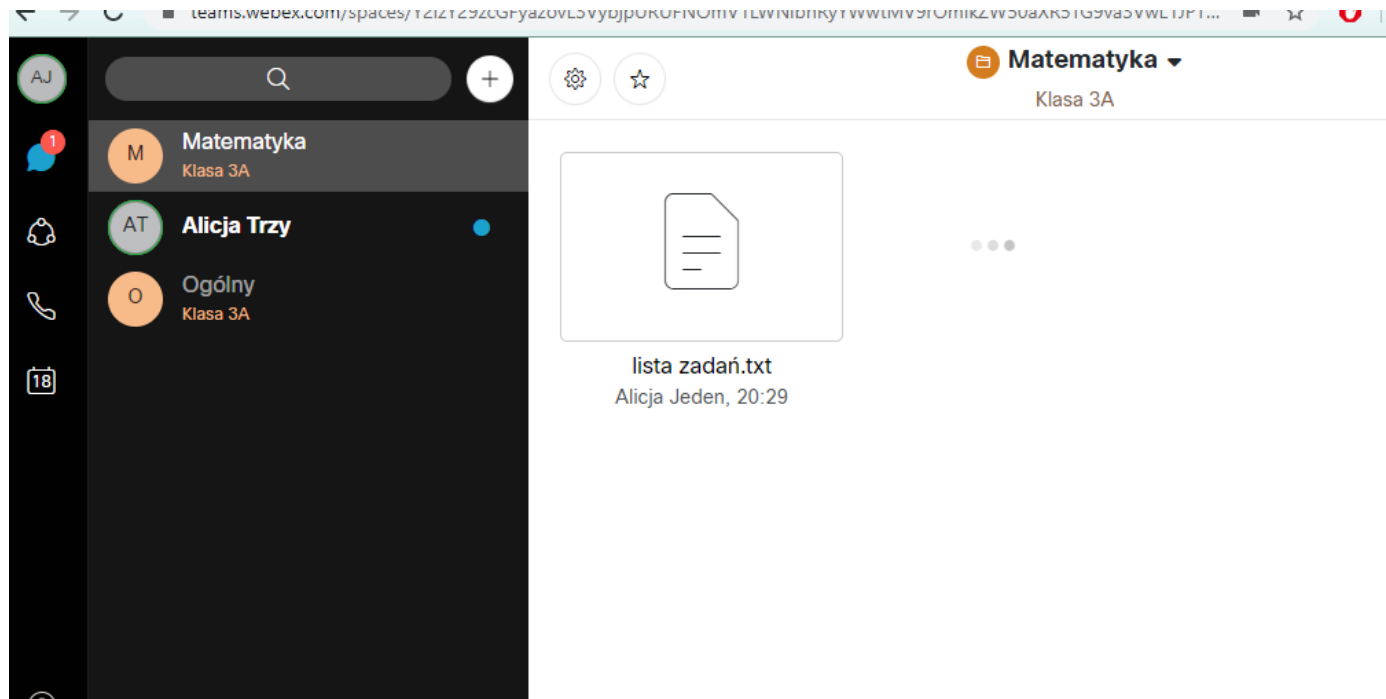 AJ
1
18
M
Matematyka
Klasa 3A
AT
Alicja Trzy
O
Ogólny
Klasa 3A
Matematyka
Klasa 3A
lista zadań.txt
Alicja Jeden, 20:29